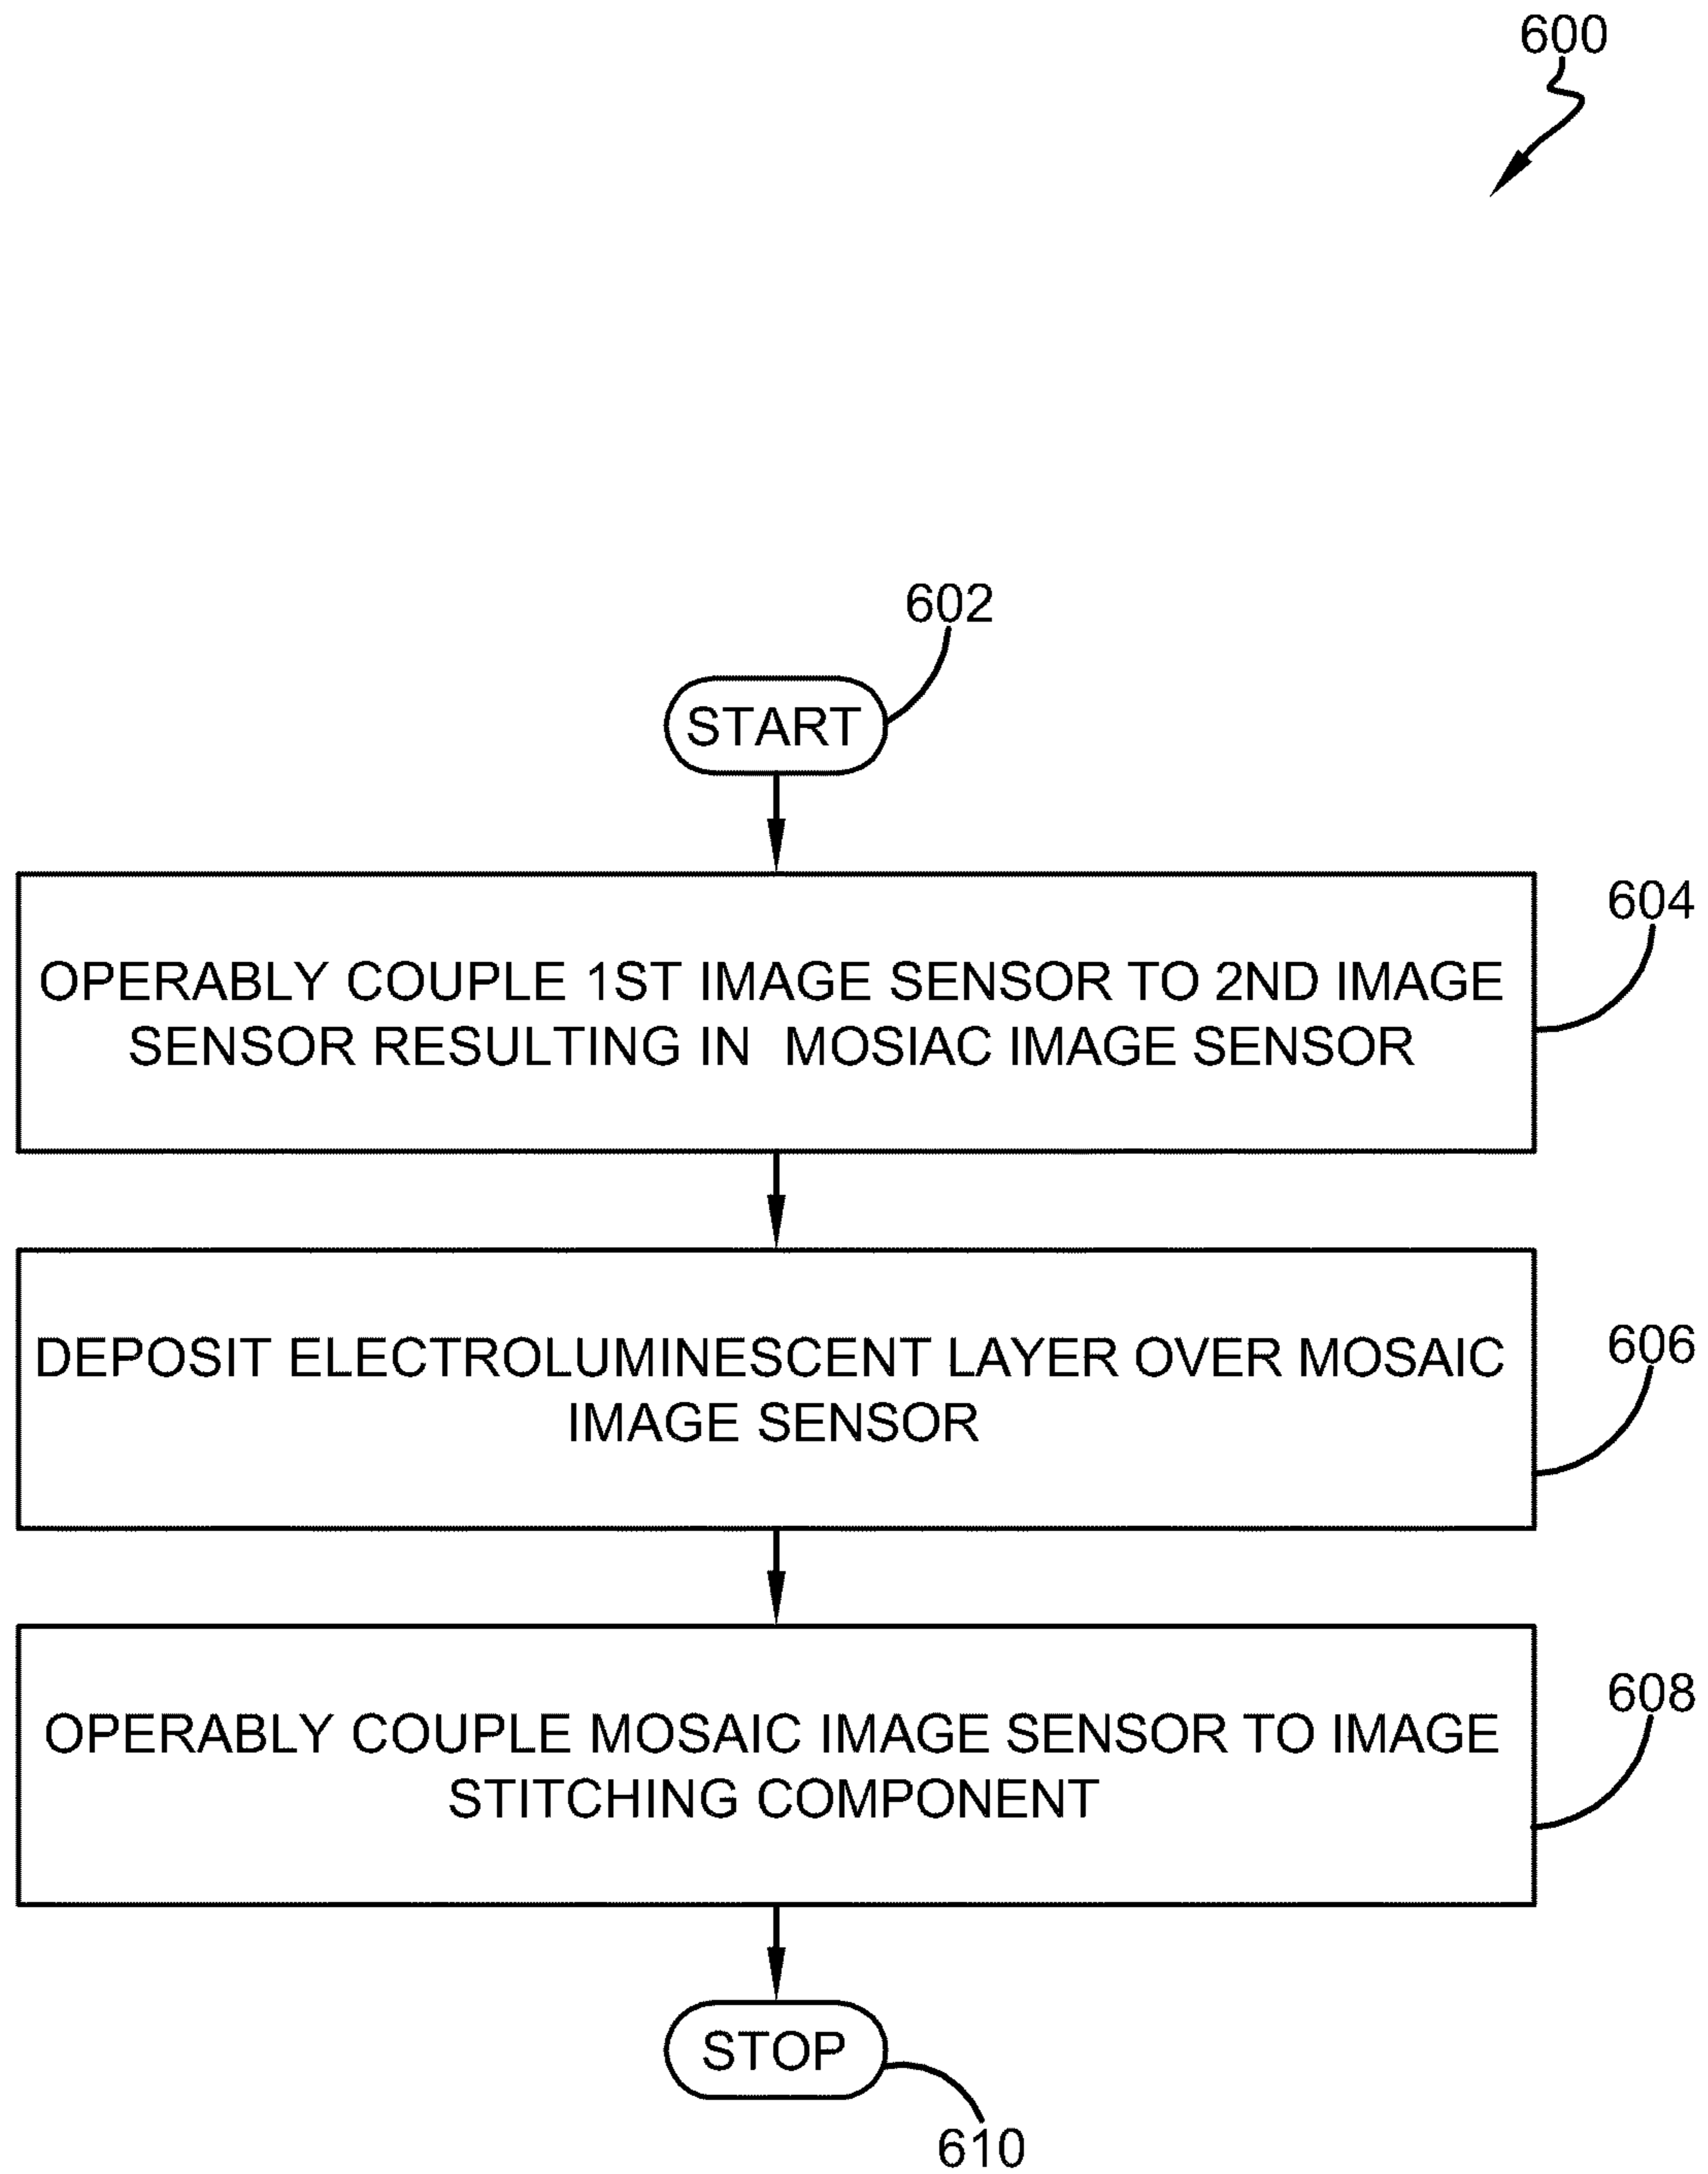 600
602
START
604
OPERABLY COUPLE 1ST IMAGE SENSOR TO 2ND IMAGE
SENSOR RESULTING IN MOSIAC IMAGE SENSOR
606
DEPOSIT ELECTROLUMINESCENT LAYER OVER MOSAIC
IMAGE SENSOR
608
OPERABLY COUPLE MOSAIC IMAGE SENSOR TO IMAGE
STITCHING COMPONENT
STOP
610